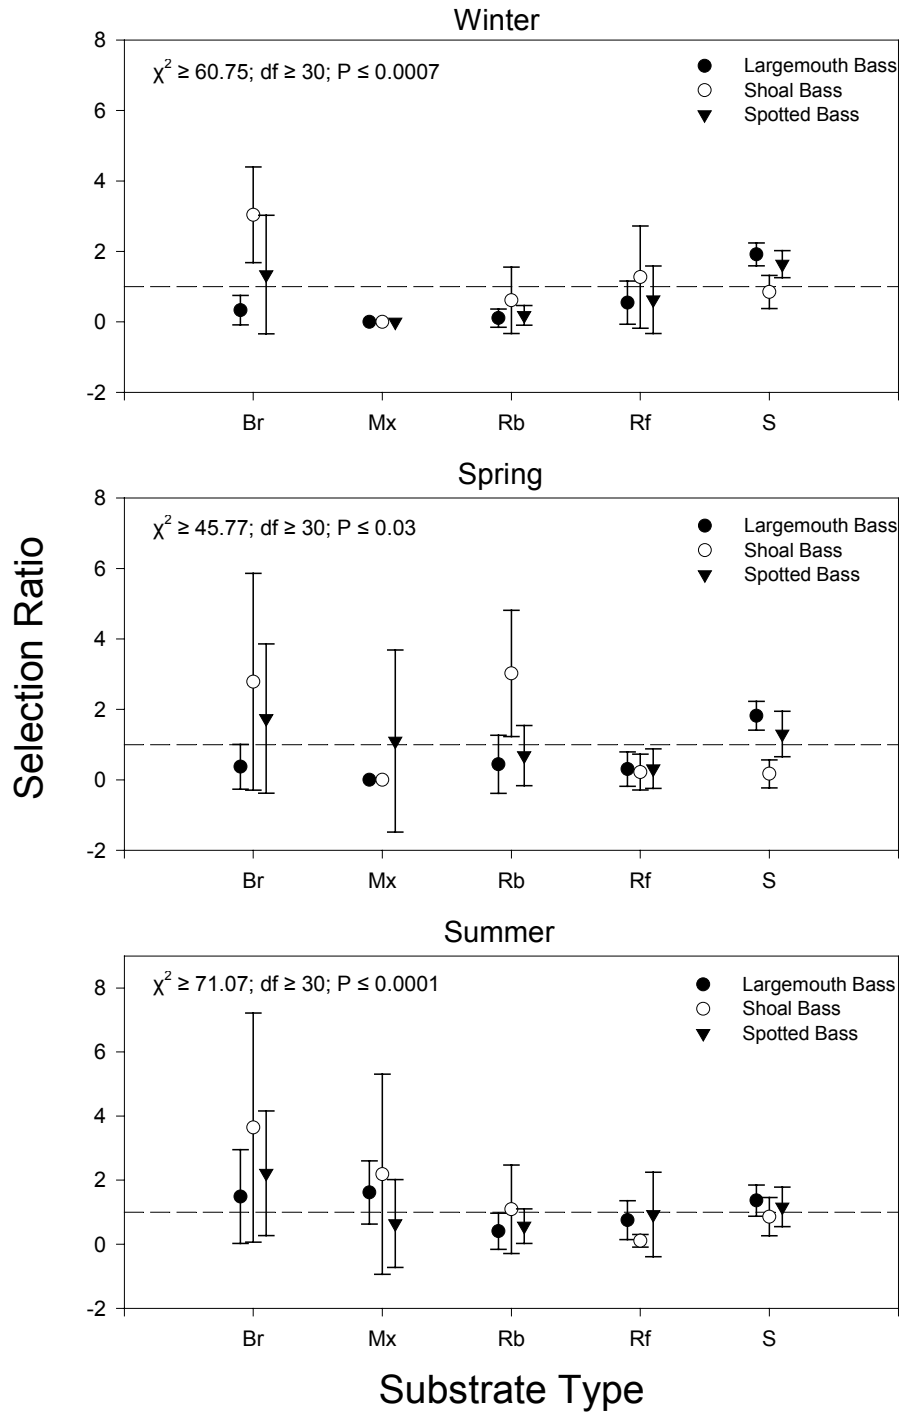 Winter
χ² ≥ 60.75; df ≥ 30; P ≤ 0.0007
Largemouth Bass
Shoal Bass
Spotted Bass
8
6
4
2
0
-2
Br Mx Rb Rf S
Spring
χ² ≥ 45.77; df ≥ 30; P ≤ 0.03
Largemouth Bass
Shoal Bass
Spotted Bass
8
6
4
2
0
-2
Br Mx Rb Rf S
Selection Ratio
Summer
χ² ≥ 71.07; df ≥ 30; P ≤ 0.0001
Largemouth Bass
Shoal Bass
Spotted Bass
8
6
4
2
0
-2
Br Mx Rb Rf S
Substrate Type